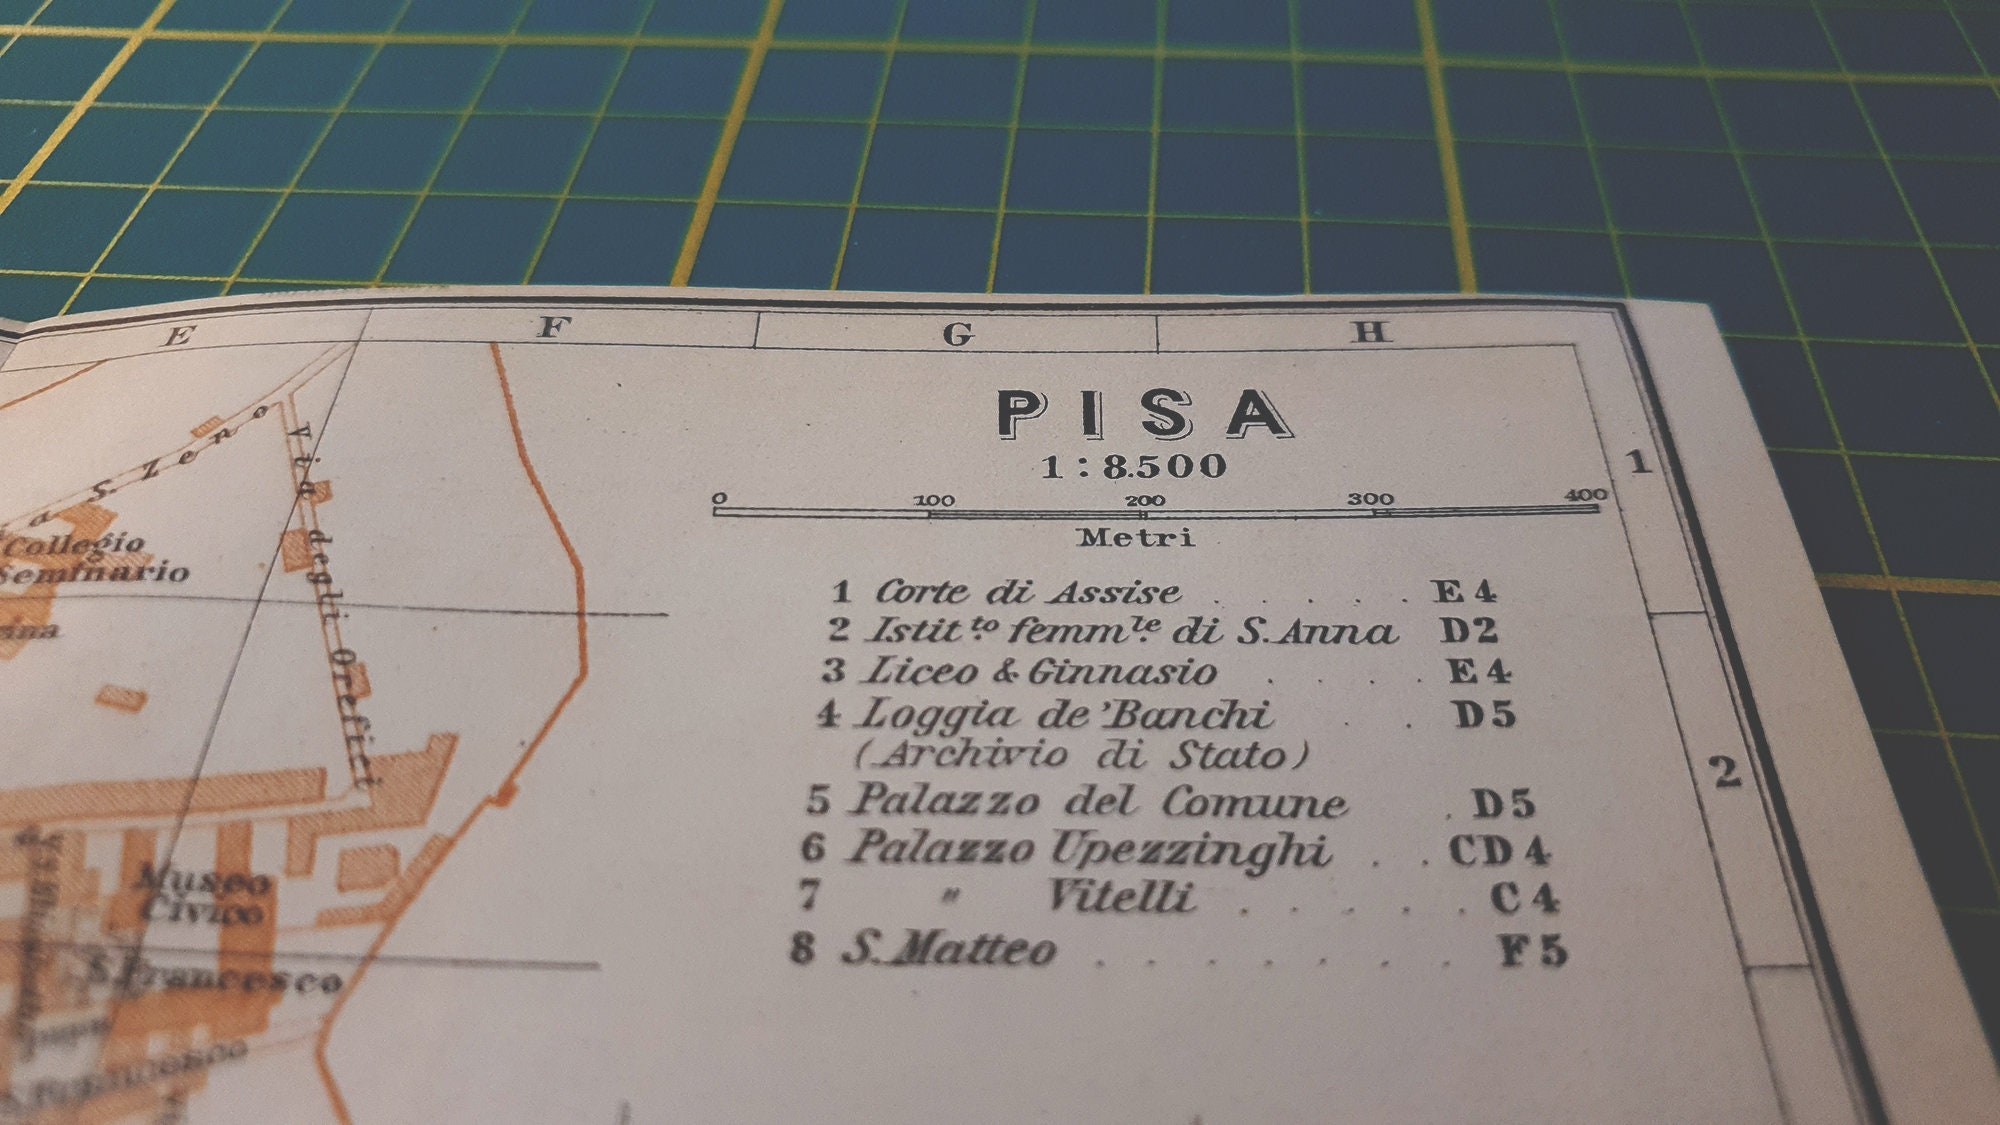 E F G H
PISA
1:8.500
0 100 200 300 400
Metri
1 Corte di Assise . . . . . E 4
2 Istit.to femm.le di S. Anna D 2
3 Liceo & Ginnasio . . . . E 4
4 Loggia de' Banchi . . D 5
(Archivio di Stato)
5 Palazzo del Comune . D 5
6 Palazzo Upezzinghi . . CD 4
7 " Vitelli . . . . . C 4
8 S. Matteo . . . . . . . F 5
1
2
S. Zeno
Via degli Orefici
Collegio
Seminario
Museo
Civico
S. Francesco